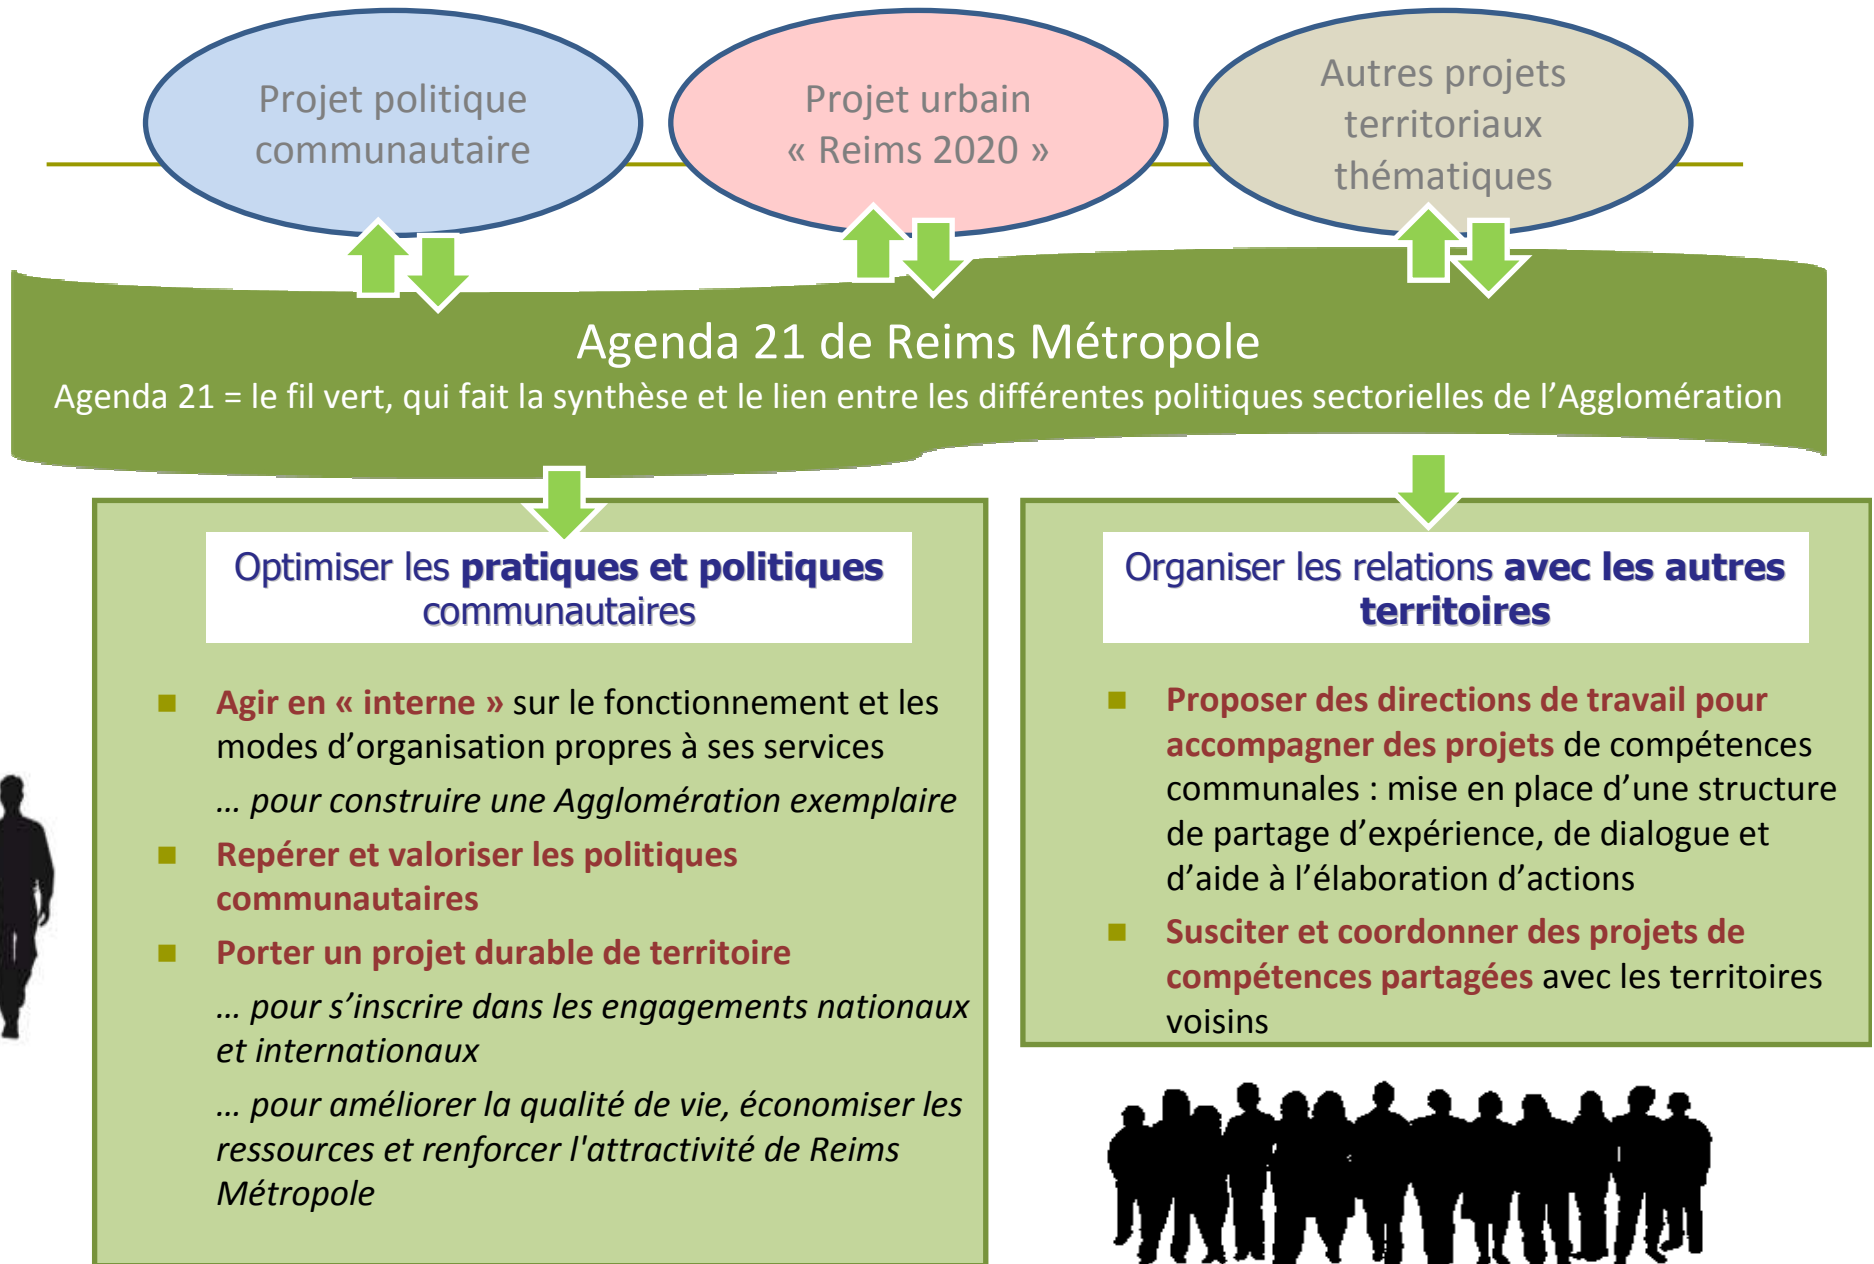 Projet politique
communautaire
Projet urbain
« Reims 2020 »
Autres projets
territoriaux
thématiques
Agenda 21 de Reims Métropole
Agenda 21 = le fil vert, qui fait la synthèse et le lien entre les différentes politiques sectorielles de l’Agglomération
Optimiser les pratiques et politiques
communautaires
Agir en « interne » sur le fonctionnement et les
modes d’organisation propres à ses services
… pour construire une Agglomération exemplaire
Repérer et valoriser les politiques
communautaires
Porter un projet durable de territoire
… pour s’inscrire dans les engagements nationaux
et internationaux
… pour améliorer la qualité de vie, économiser les
ressources et renforcer l'attractivité de Reims
Métropole
Organiser les relations avec les autres
territoires
Proposer des directions de travail pour
accompagner des projets de compétences
communales : mise en place d’une structure
de partage d’expérience, de dialogue et
d’aide à l’élaboration d’actions
Susciter et coordonner des projets de
compétences partagées avec les territoires
voisins